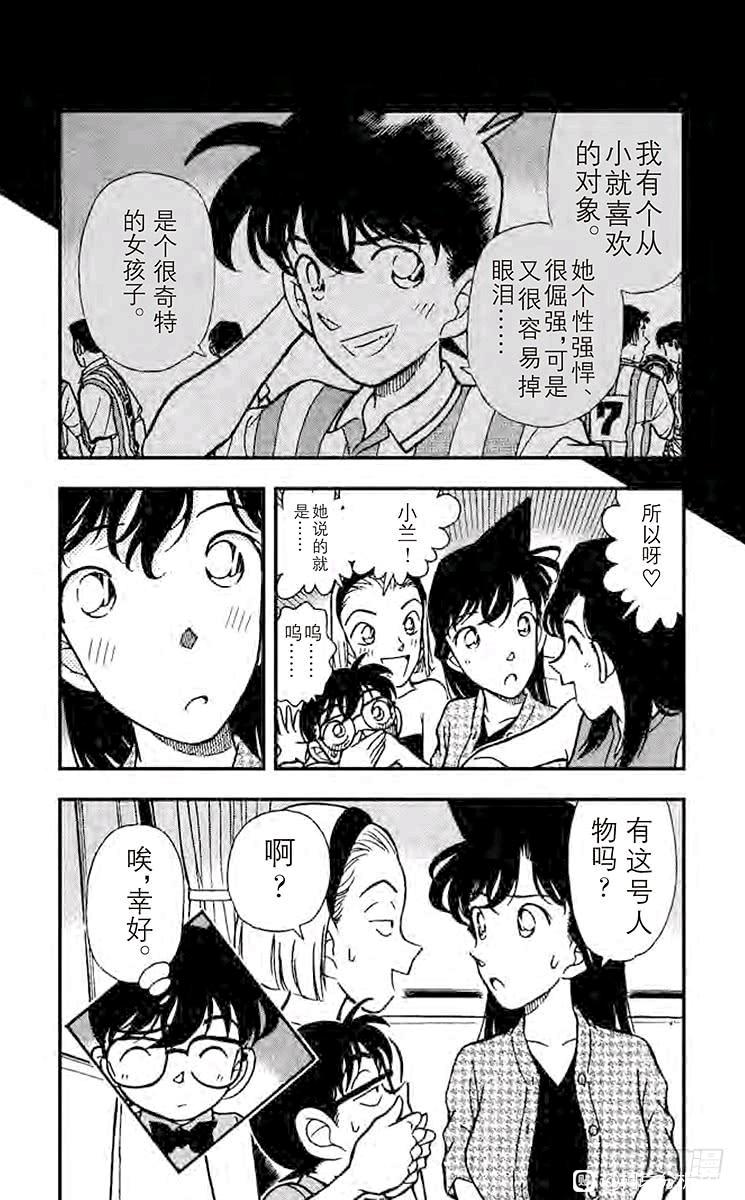 我有个从
小就喜欢
的对象。
她个性强悍、
很倔强，可是
又很容易掉
眼泪……
是个很奇特
的女孩子。
7
所以呀♡
小兰！
她说的就
是……
呜……
呜……
有这号人
物吗？
啊？
唉，幸好。